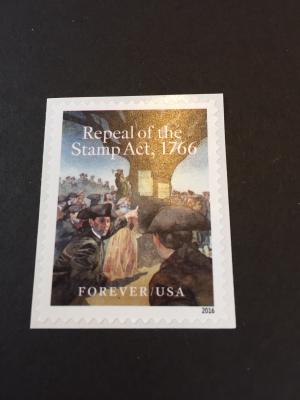 Repeal of the
Stamp Act, 1766
FOREVER/USA
2016